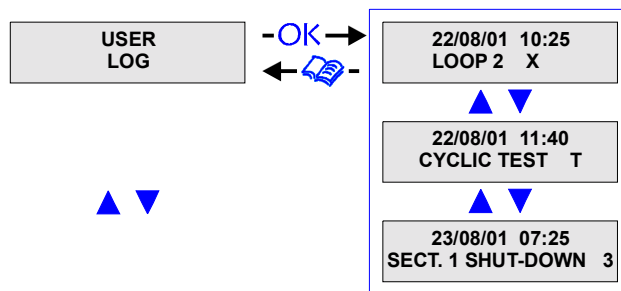 USER
LOG
OK
22/08/01 10:25
LOOP 2 X
22/08/01 11:40
CYCLIC TEST T
23/08/01 07:25
SECT. 1 SHUT-DOWN 3